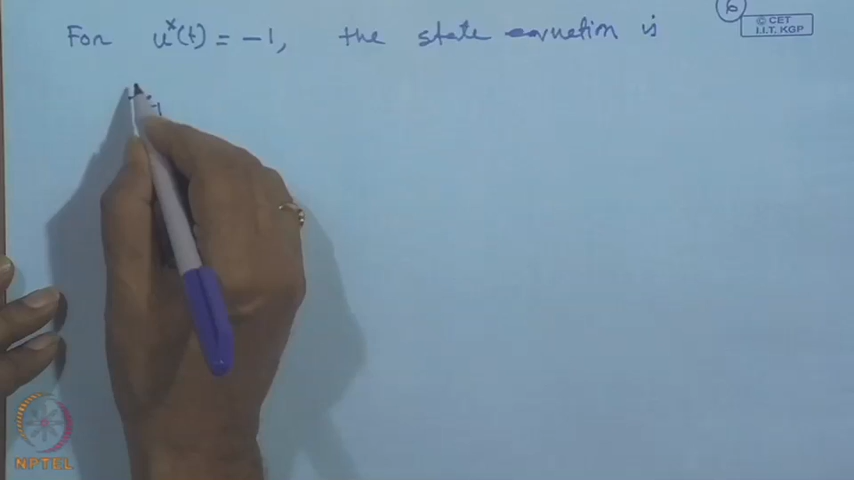 6
© CET
I.I.T. KGP
For u*(t) = -1, the state equation is
NPTEL